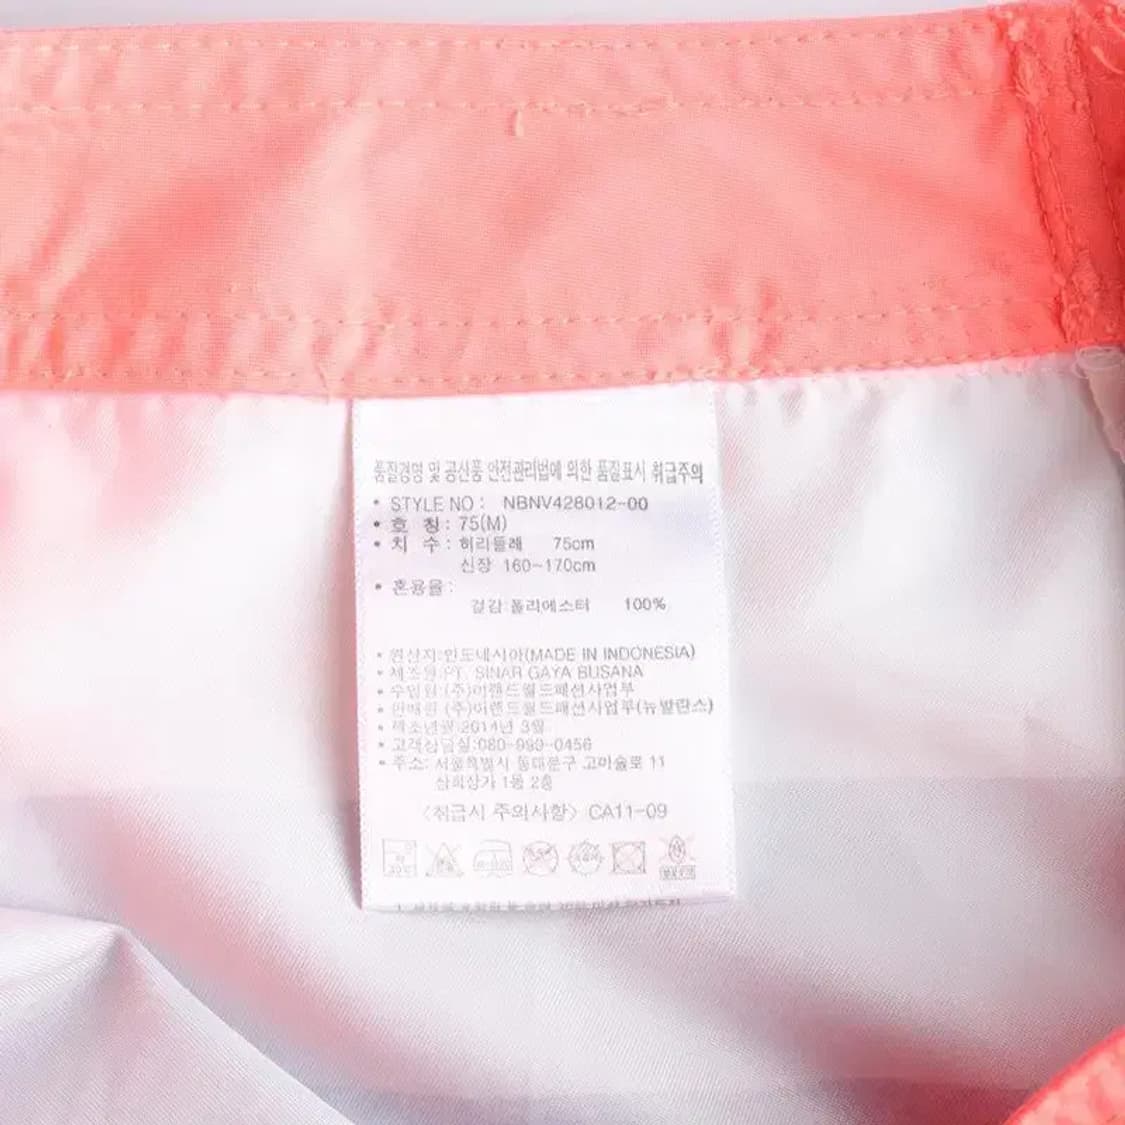 품질경영 및 공산품 안전관리법에 의한 품질표시 취급주의
• STYLE NO : NBNV428012-00
• 호 칭 : 75(M)
• 치 수 : 허리둘레 75cm
신장 160~170cm
• 혼용율 :
겉감:폴리에스터 100%
• 원산지:인도네시아(MADE IN INDONESIA)
• 제조원:PT. SINAR GAYA BUSANA
• 수입원:(주)이랜드월드패션사업부
• 판매원:(주)이랜드월드패션사업부(뉴발란스)
• 제조년월:2014년 3월
• 고객상담실:080-999-0456
• 주소: 서울특별시 동대문구 고미술로 11
삼희상가 1동 2층
<취급시 주의사항> CA11-09